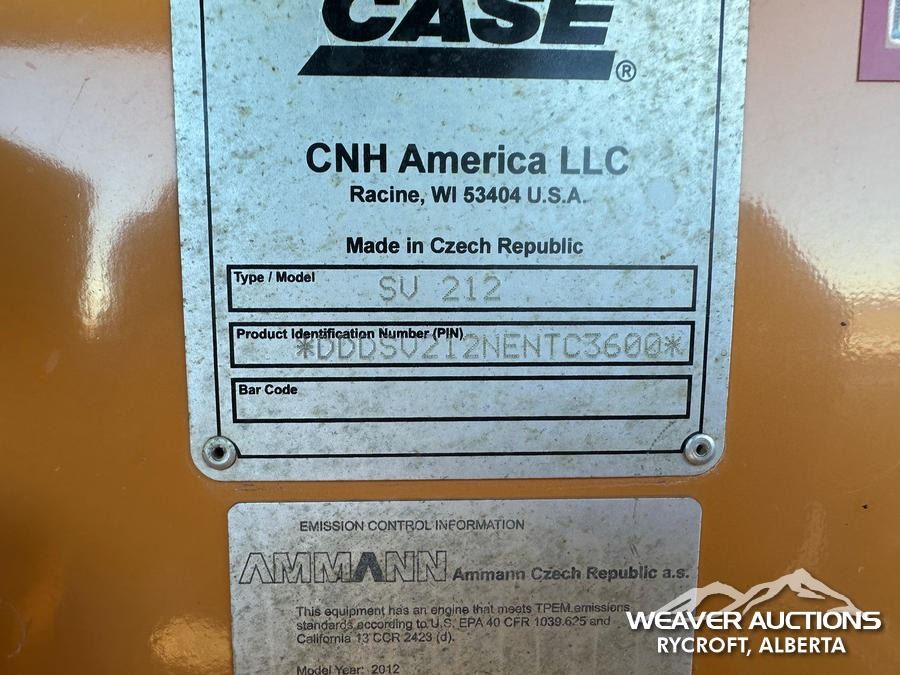 CASE®
CNH America LLC
Racine, WI 53404 U.S.A.
Made in Czech Republic
Type / Model
SV 212
Product Identification Number (PIN)
*DDDSV212NENTC3600*
Bar Code
EMISSION CONTROL INFORMATION
AMMANN Ammann Czech Republic a.s.
This equipment has an engine that meets TPEM emissions
standards according to U.S. EPA 40 CFR 1039.625 and
California 13 CCR 2423 (d).
Model Year: 2012
WEAVER AUCTIONS
RYCROFT, ALBERTA